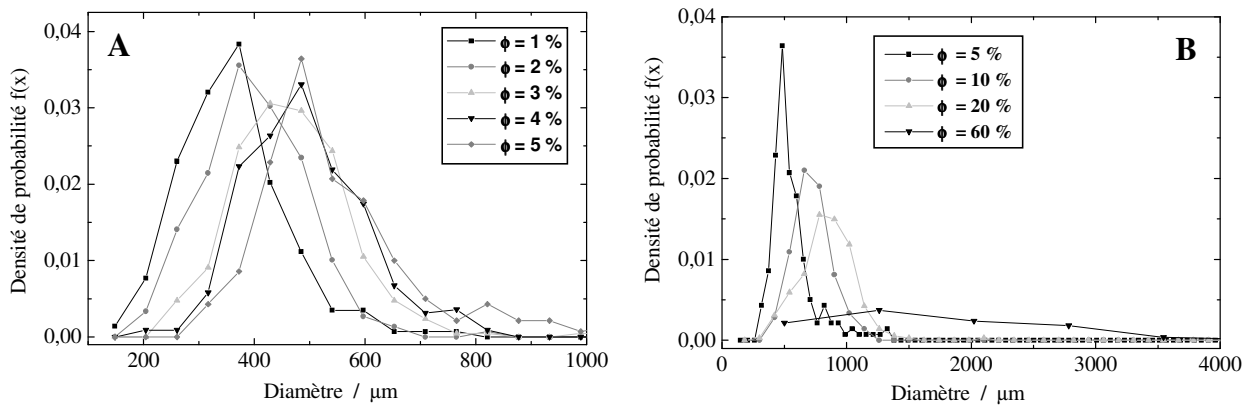 A
0,04
0,03
0,02
0,01
0,00
Densité de probabilité f(x)
200
400
600
800
1000
Diamètre / µm
ϕ = 1 %
ϕ = 2 %
ϕ = 3 %
ϕ = 4 %
ϕ = 5 %
B
0,04
0,03
0,02
0,01
0,00
Densité de probabilité f(x)
0
1000
2000
3000
4000
Diamètre / µm
ϕ = 5 %
ϕ = 10 %
ϕ = 20 %
ϕ = 60 %